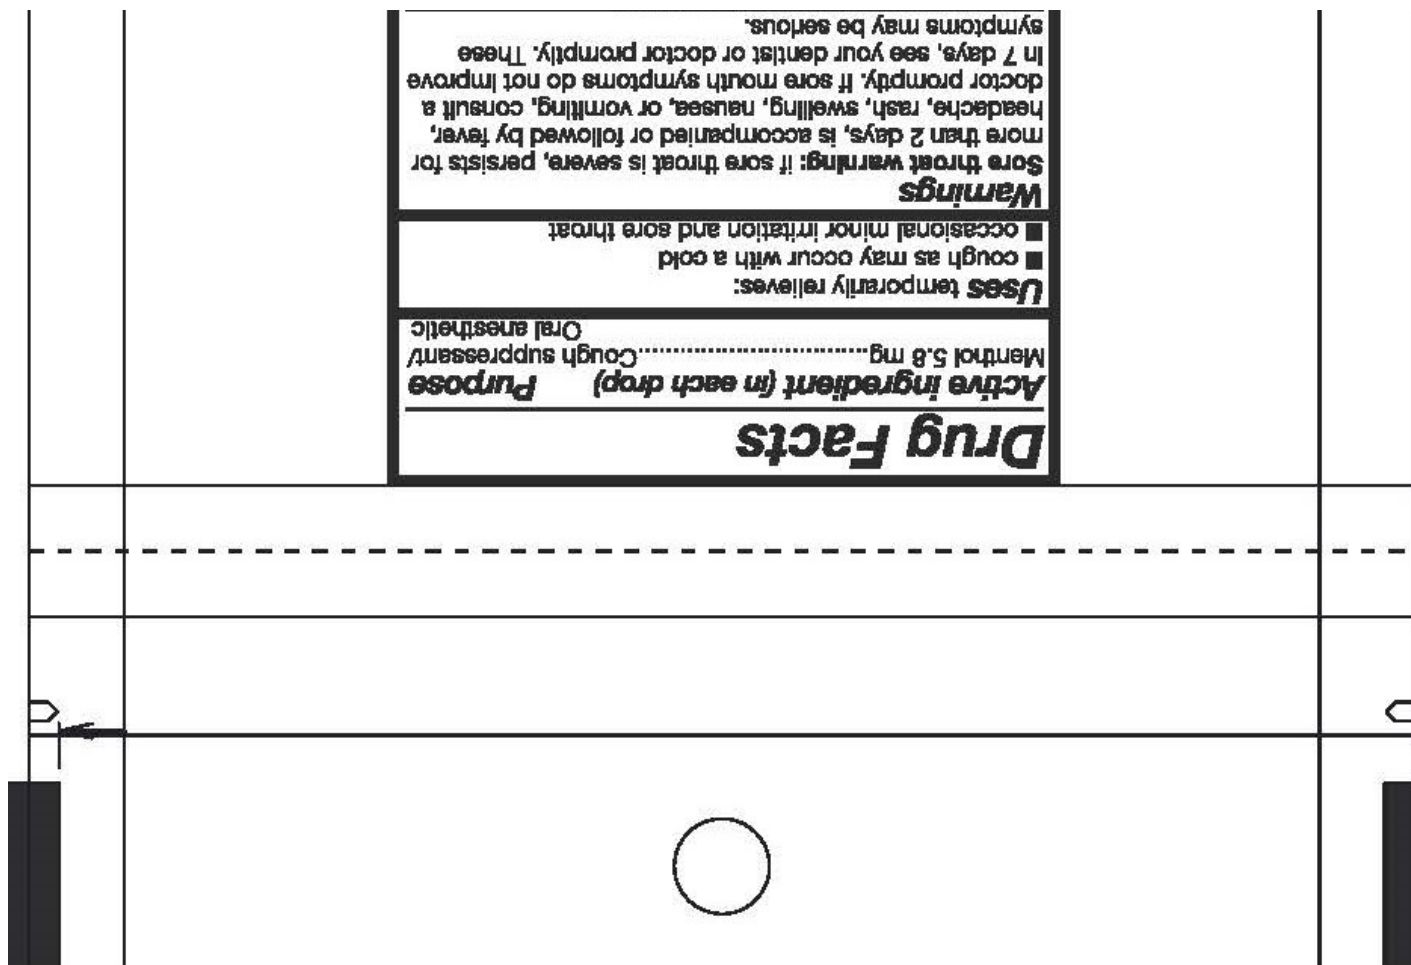 Drug Facts
Active ingredient (in each drop) Purpose
Menthol 5.8 mg.................................Cough suppressant/
Oral anesthetic
Uses temporarily relieves:
■ cough as may occur with a cold
■ occasional minor irritation and sore throat
Warnings
Sore throat warning: if sore throat is severe, persists for
more than 2 days, is accompanied or followed by fever,
headache, rash, swelling, nausea, or vomiting, consult a
doctor promptly. If sore mouth symptoms do not improve
in 7 days, see your dentist or doctor promptly. These
symptoms may be serious.